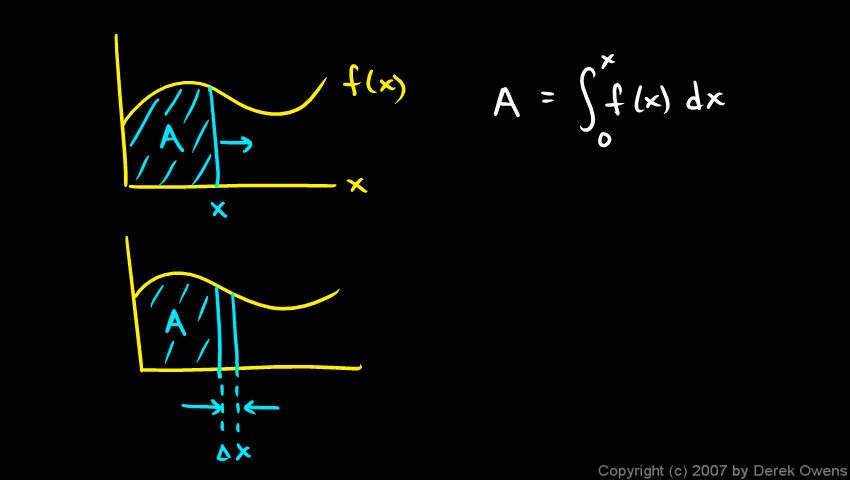 f(x)
A = ∫₀ˣ f(x) dx
A
x
x
A
Δx
Copyright (c) 2007 by Derek Owens